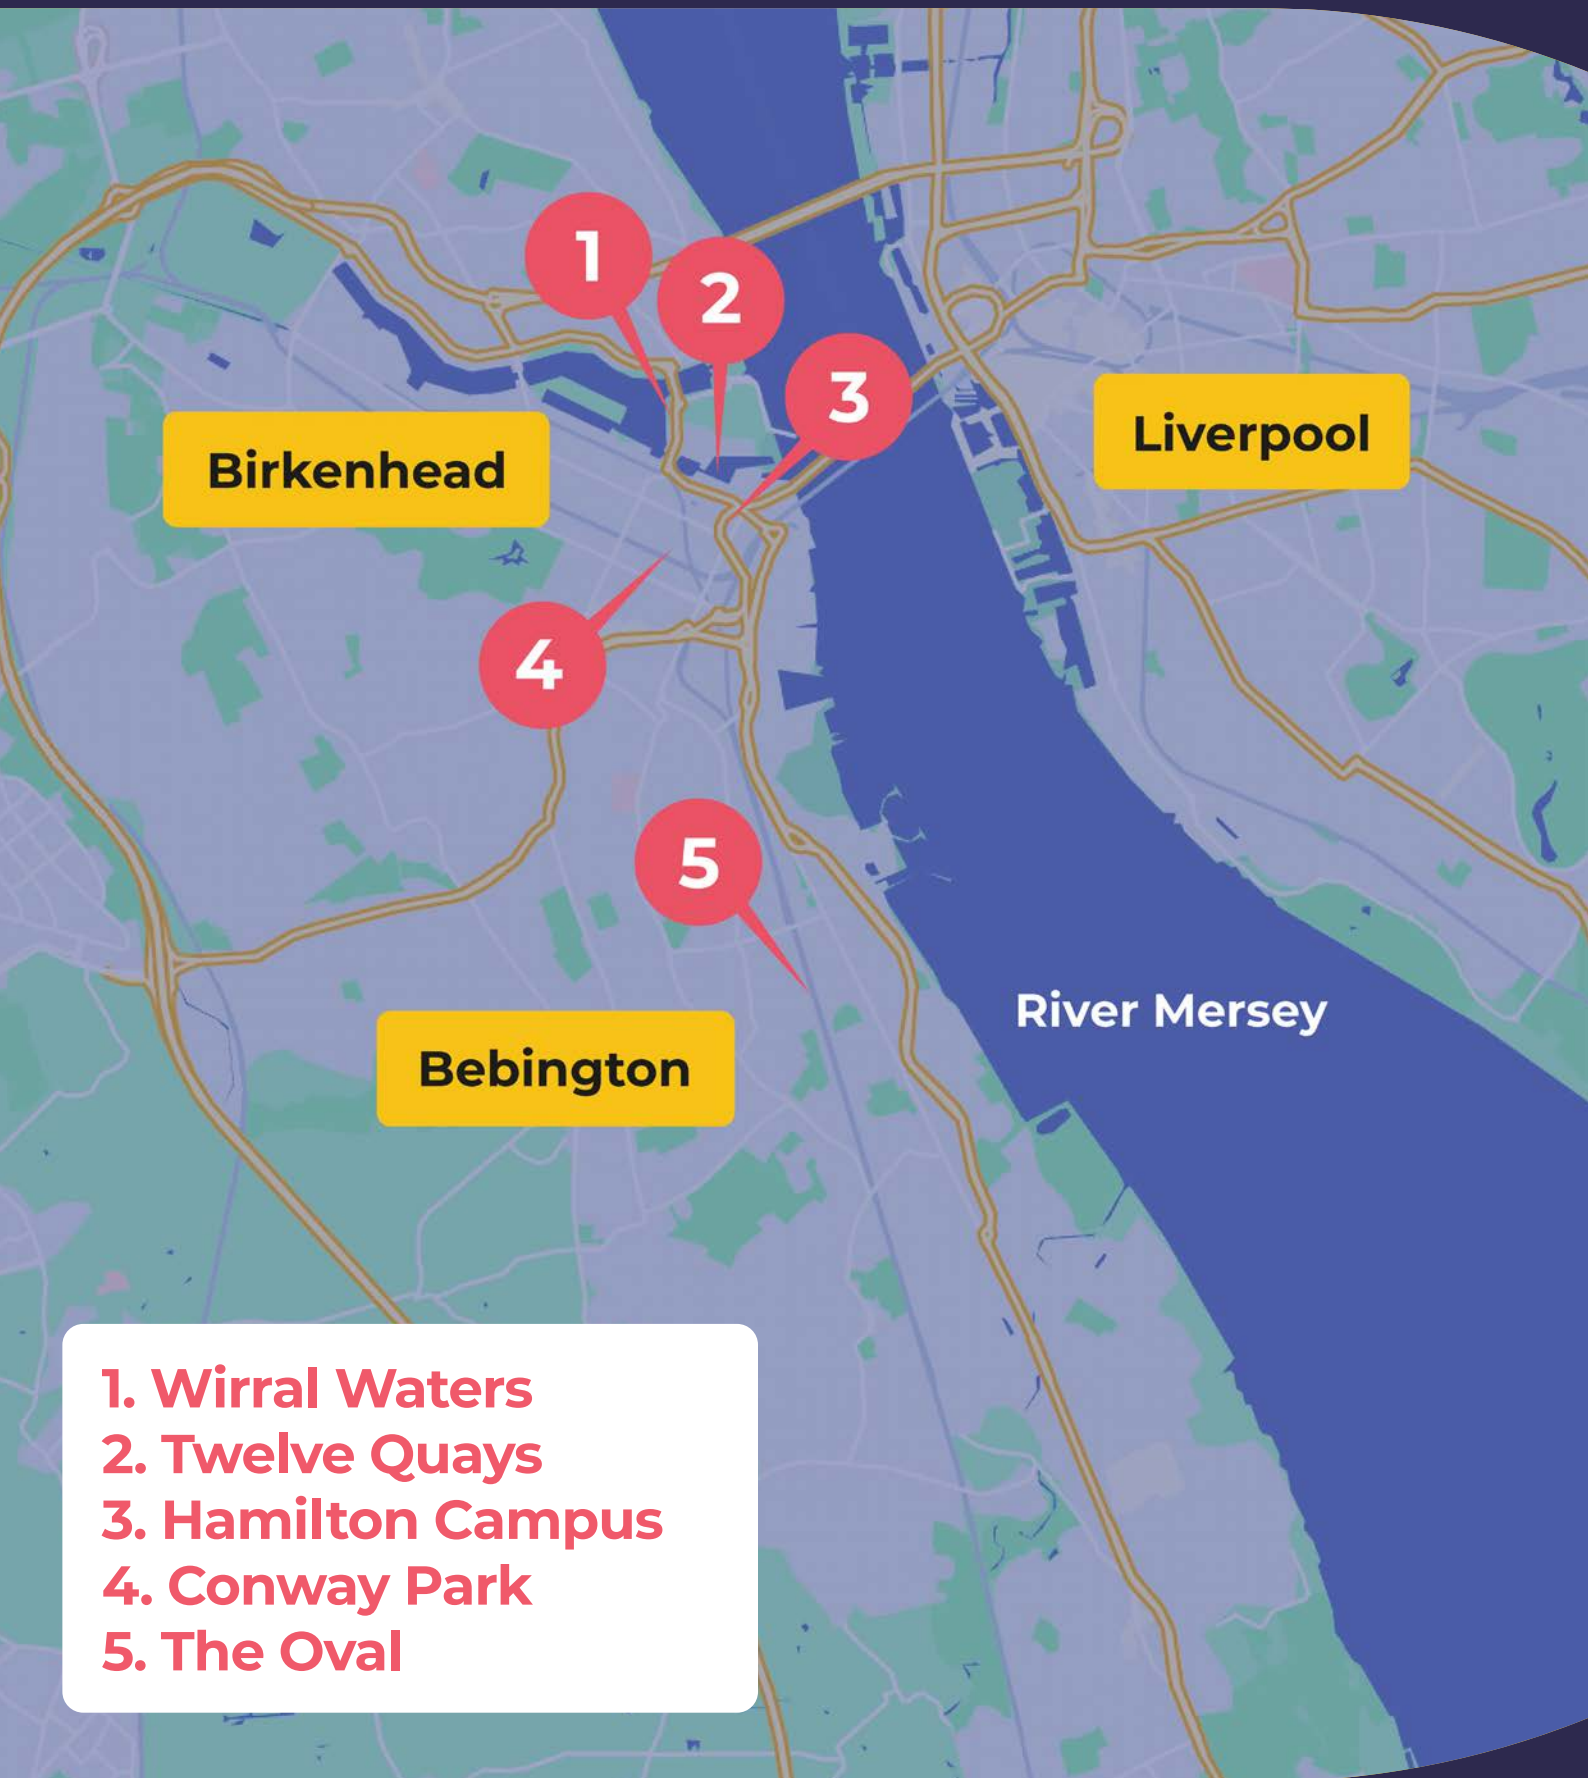 1
2
3
Birkenhead
Liverpool
4
5
River Mersey
Bebington
1. Wirral Waters
2. Twelve Quays
3. Hamilton Campus
4. Conway Park
5. The Oval